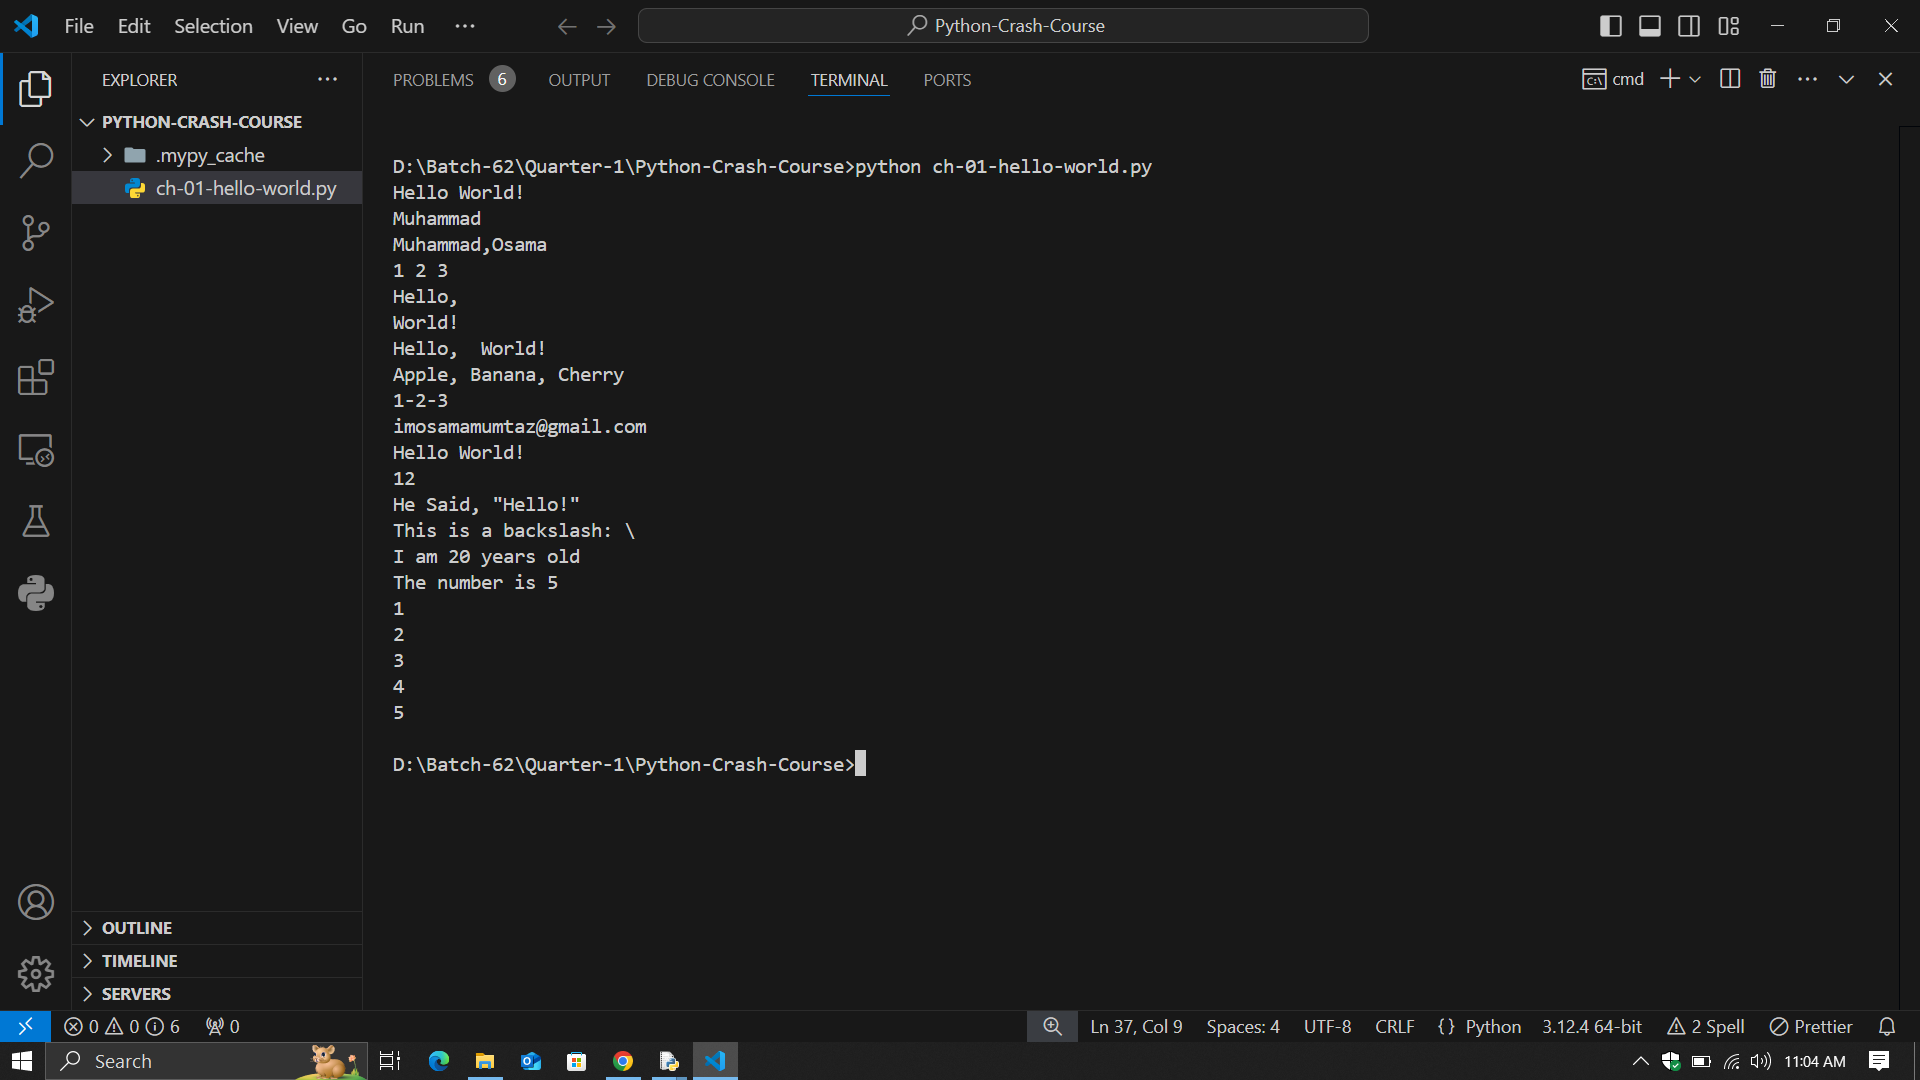 File Edit Selection View Go Run ... Python-Crash-Course
EXPLORER ...
PROBLEMS 6 OUTPUT DEBUG CONSOLE TERMINAL PORTS cmd ...
PYTHON-CRASH-COURSE
.mypy_cache
ch-01-hello-world.py
D:\Batch-62\Quarter-1\Python-Crash-Course>python ch-01-hello-world.py
Hello World!
Muhammad
Muhammad,Osama
1 2 3
Hello,
World!
Hello,  World!
Apple, Banana, Cherry
1-2-3
imosamamumtaz@gmail.com
Hello World!
12
He Said, "Hello!"
This is a backslash: \
I am 20 years old
The number is 5
1
2
3
4
5
D:\Batch-62\Quarter-1\Python-Crash-Course>
OUTLINE
TIMELINE
SERVERS
0 0 6 0 Ln 37, Col 9 Spaces: 4 UTF-8 CRLF {} Python 3.12.4 64-bit 2 Spell Prettier
Search 11:04 AM